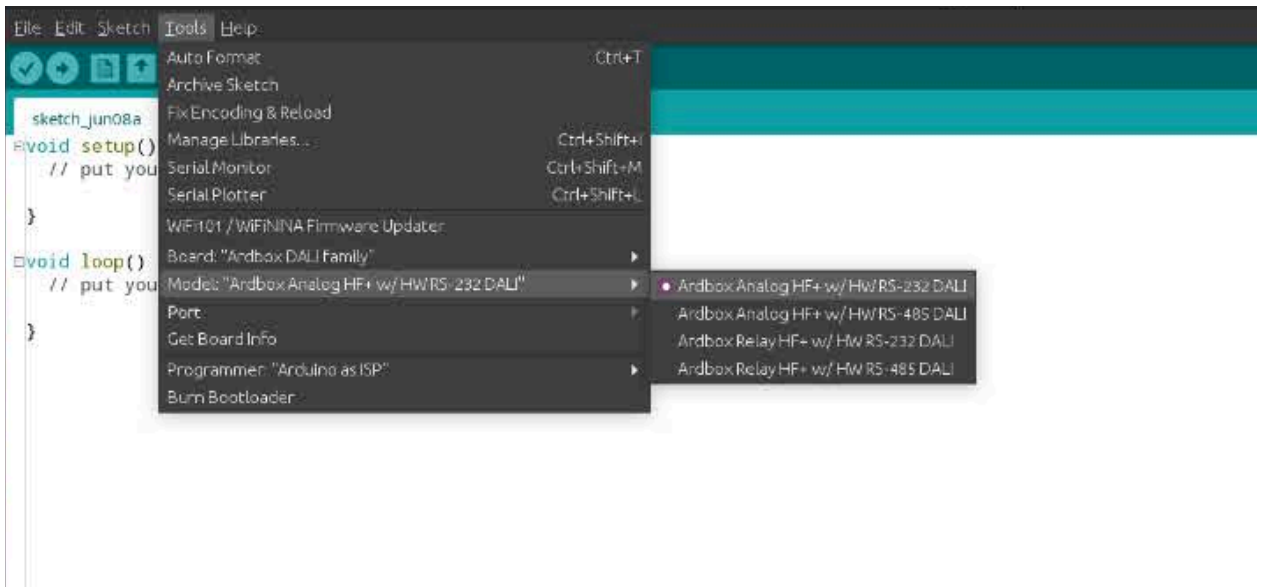 File Edit Sketch Tools Help
Auto Format Ctrl+T
Archive Sketch
sketch_jun08a
Fix Encoding & Reload
void setup()
Manage Libraries... Ctrl+Shift+I
// put you
Serial Monitor Ctrl+Shift+M
Serial Plotter Ctrl+Shift+L
}
WiFi101 / WiFiNINA Firmware Updater
Board: "Ardbox DALI Family"
void loop()
// put you
Model: "Ardbox Analog HF+ w/ HW RS-232 DALI"
Ardbox Analog HF+ w/ HW RS-232 DALI
Port
Ardbox Analog HF+ w/ HW RS-485 DALI
}
Get Board Info
Ardbox Relay HF+ w/ HW RS-232 DALI
Programmer: "Arduino as ISP"
Ardbox Relay HF+ w/ HW RS-485 DALI
Burn Bootloader